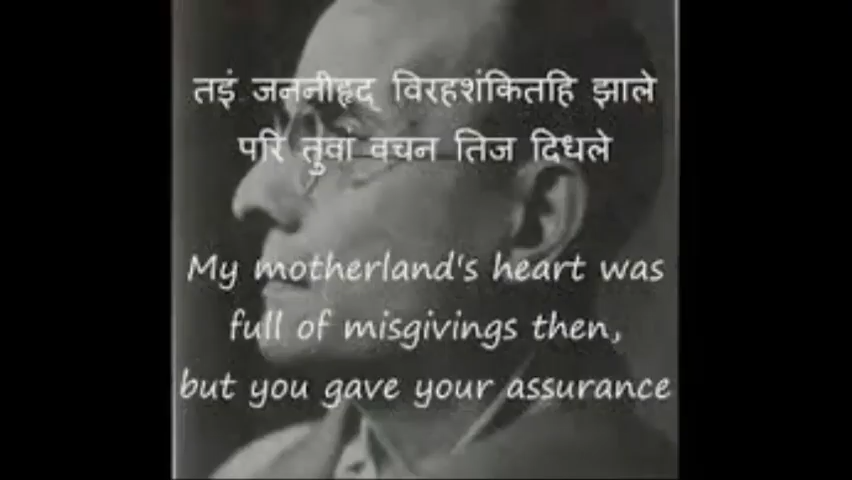 तइं जननीहृद् विरहशंकितहि झाले
परि तुवां वचन तिज दिधले
My motherland's heart was
full of misgivings then,
but you gave your assurance